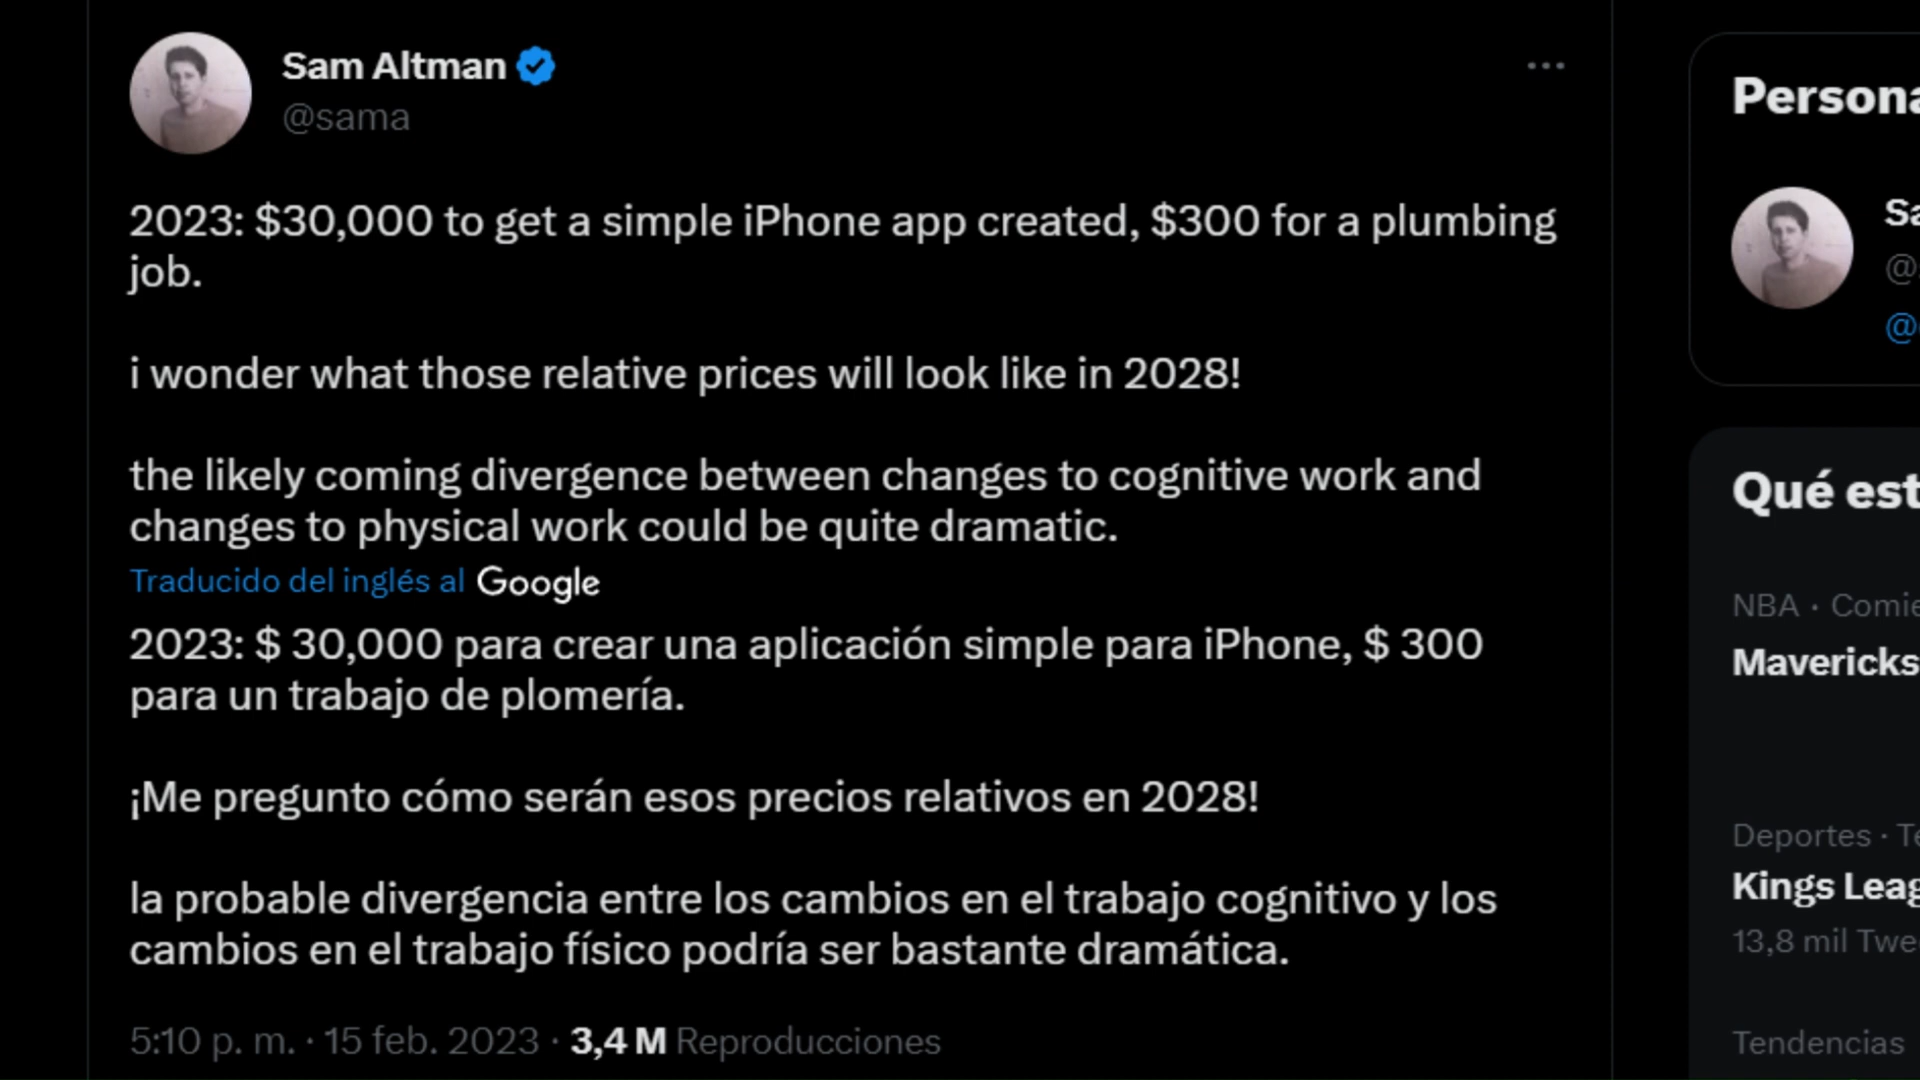 Sam Altman
@sama
2023: $30,000 to get a simple iPhone app created, $300 for a plumbing
job.
i wonder what those relative prices will look like in 2028!
the likely coming divergence between changes to cognitive work and
changes to physical work could be quite dramatic.
Traducido del inglés al Google
2023: $ 30,000 para crear una aplicación simple para iPhone, $ 300
para un trabajo de plomería.
¡Me pregunto cómo serán esos precios relativos en 2028!
la probable divergencia entre los cambios en el trabajo cognitivo y los
cambios en el trabajo físico podría ser bastante dramática.
5:10 p. m. · 15 feb. 2023 · 3,4 M Reproducciones
Persona
Sa
@
@
Qué est
NBA · Comie
Mavericks
Deportes · Te
Kings Leag
13,8 mil Twe
Tendencias